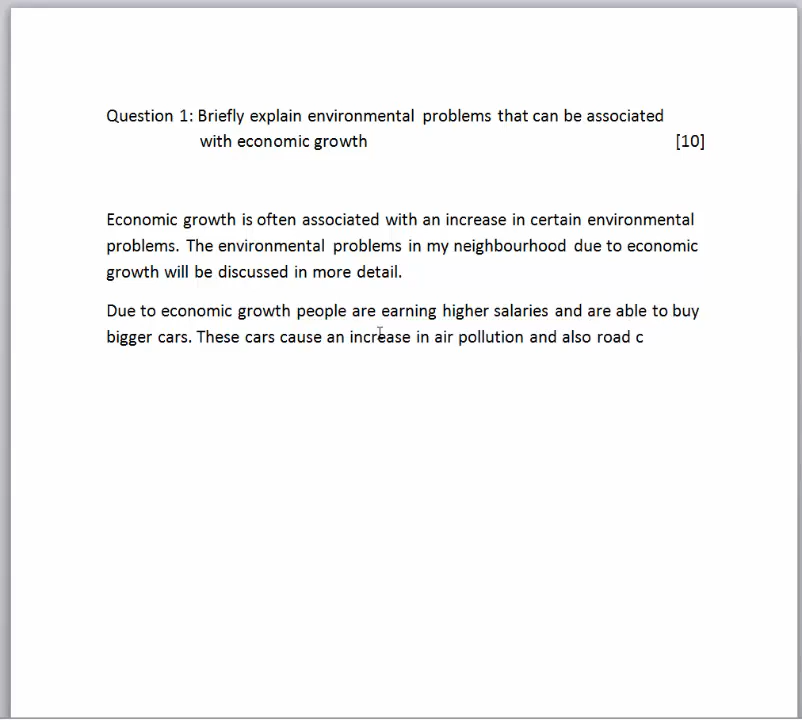 Question 1: Briefly explain environmental problems that can be associated
with economic growth [10]
Economic growth is often associated with an increase in certain environmental
problems. The environmental problems in my neighbourhood due to economic
growth will be discussed in more detail.
Due to economic growth people are earning higher salaries and are able to buy
bigger cars. These cars cause an increase in air pollution and also road c